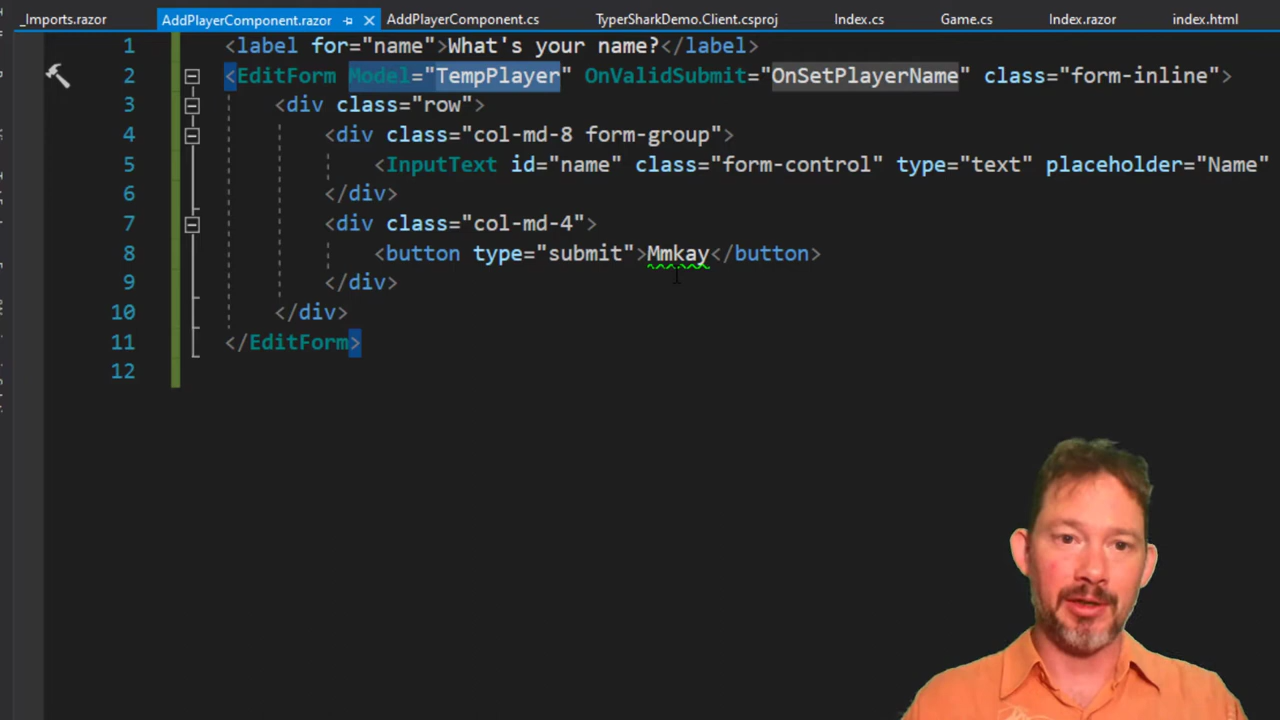 _Imports.razor AddPlayerComponent.razor AddPlayerComponent.cs TyperSharkDemo.Client.csproj Index.cs Game.cs Index.razor index.html
1 <label for="name">What's your name?</label>
2 <EditForm Model="TempPlayer" OnValidSubmit="OnSetPlayerName" class="form-inline">
3 <div class="row">
4 <div class="col-md-8 form-group">
5 <InputText id="name" class="form-control" type="text" placeholder="Name"
6 </div>
7 <div class="col-md-4">
8 <button type="submit">Mmkay</button>
9 </div>
10 </div>
11 </EditForm>
12